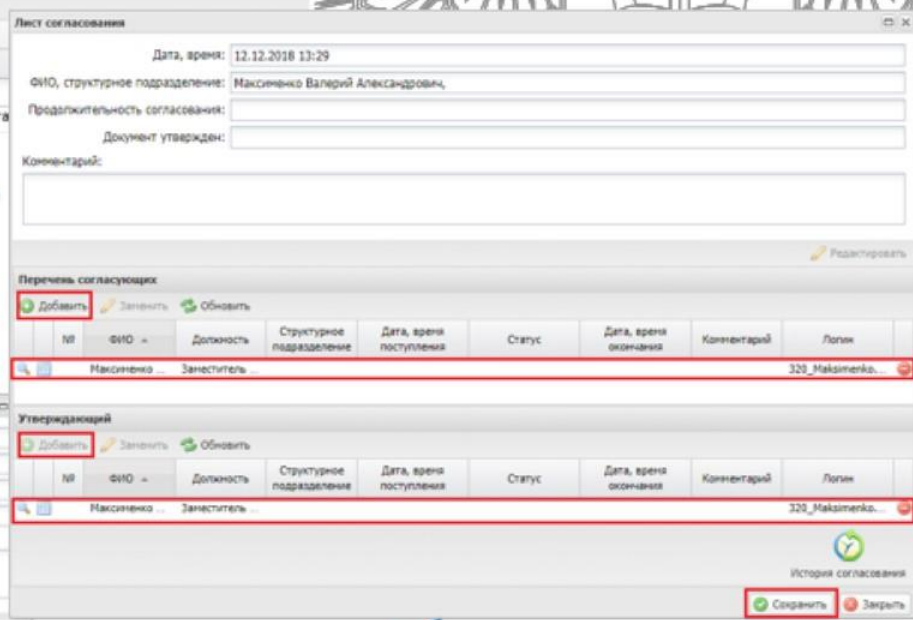 Лист согласования
Дата, время: 12.12.2018 13:29
ФИО, структурное подразделение: Максименко Валерий Александрович,
Продолжительность согласования:
Документ утвержден:
Комментарий:
Редактировать
Перечень согласующих
Добавить Заменить Обновить
№ ФИО Должность Структурное подразделение Дата, время поступления Статус Дата, время окончания Комментарий Логин
Максименко ... Заместитель ... 320_Maksimenko...
Утверждающий
Добавить Заменить Обновить
№ ФИО Должность Структурное подразделение Дата, время поступления Статус Дата, время окончания Комментарий Логин
Максименко ... Заместитель ... 320_Maksimenko...
История согласования
Сохранить Закрыть